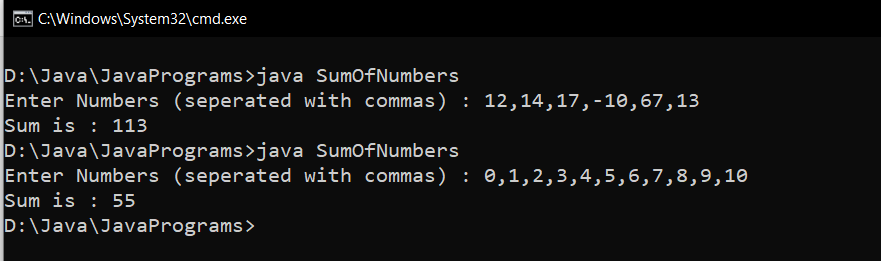 C:\Windows\System32\cmd.exe
D:\Java\JavaPrograms>java SumOfNumbers
Enter Numbers (seperated with commas) : 12,14,17,-10,67,13
Sum is : 113
D:\Java\JavaPrograms>java SumOfNumbers
Enter Numbers (seperated with commas) : 0,1,2,3,4,5,6,7,8,9,10
Sum is : 55
D:\Java\JavaPrograms>